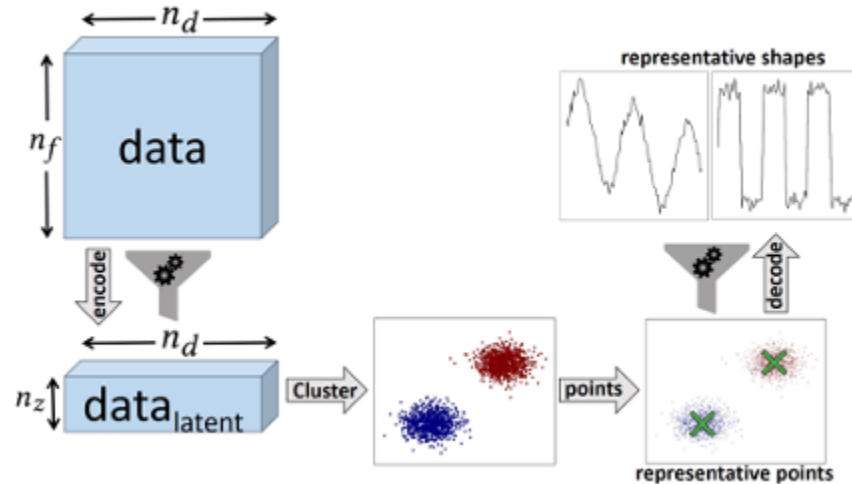 n_d
representative shapes
n_f
data
encode
decode
n_d
n_z
data_latent
Cluster
points
representative points